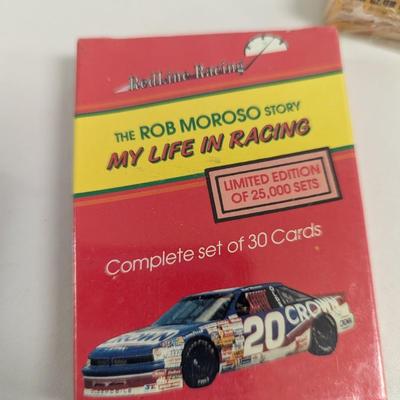 RedLine Racing
THE ROB MOROSO STORY
MY LIFE IN RACING
LIMITED EDITION
OF 25,000 SETS
Complete set of 30 Cards
20 CROWN